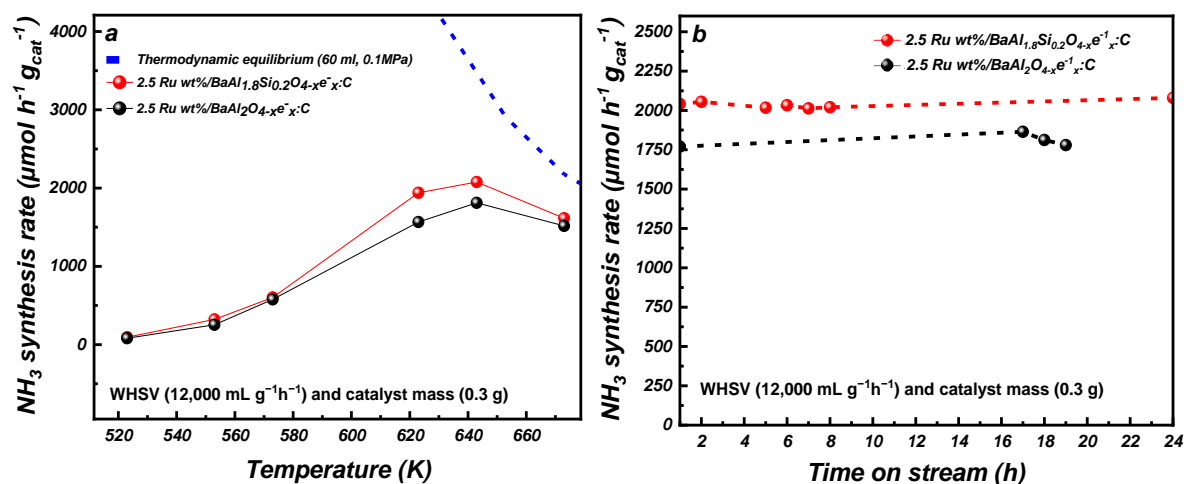 a
Thermodynamic equilibrium (60 ml, 0.1MPa)
2.5 Ru wt%/BaAl₁.₈Si₀.₂O₄₋ₓe⁻ₓ:C
2.5 Ru wt%/BaAl₂O₄₋ₓe⁻ₓ:C
NH₃ synthesis rate (µmol h⁻¹ g꜀ₐₜ⁻¹)
4000
3000
2000
1000
0
WHSV (12,000 mL g⁻¹h⁻¹) and catalyst mass (0.3 g)
520 540 560 580 600 620 640 660
Temperature (K)
b
2.5 Ru wt%/BaAl₁.₈Si₀.₂O₄₋ₓe⁻¹ₓ:C
2.5 Ru wt%/BaAl₂O₄₋ₓe⁻¹ₓ:C
NH₃ synthesis rate (µmol h⁻¹ g꜀ₐₜ⁻¹)
2500
2250
2000
1750
1500
1250
1000
750
500
250
0
WHSV (12,000 mL g⁻¹h⁻¹) and catalyst mass (0.3 g)
2 4 6 8 10 12 14 16 18 20 22 24
Time on stream (h)